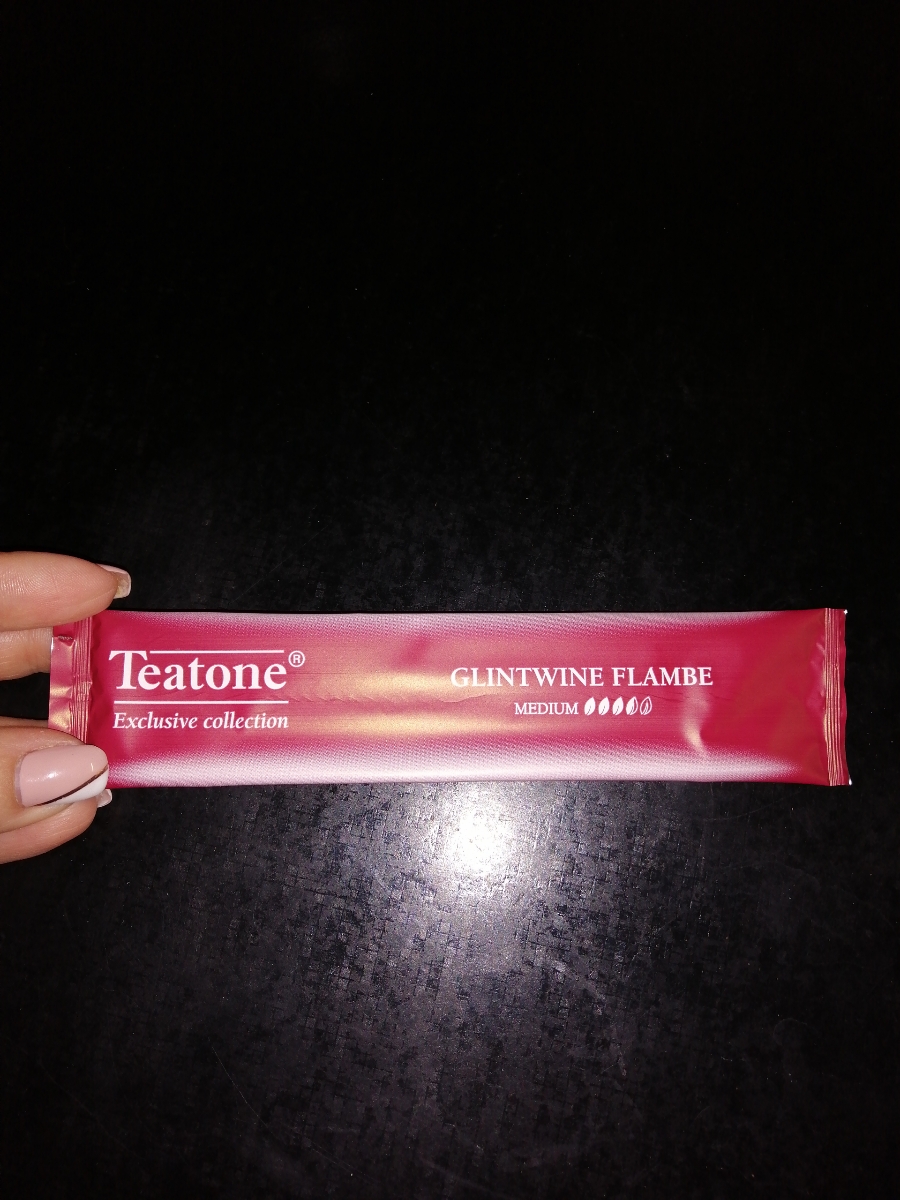 Teatone®
Exclusive collection
GLINTWINE FLAMBE
MEDIUM